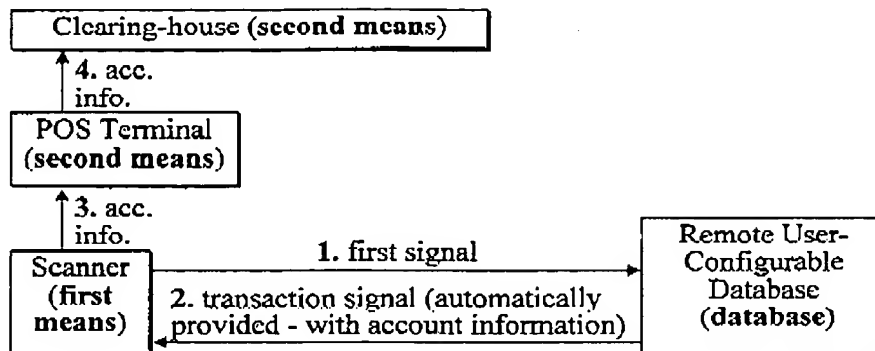 Clearing-house (second means)
4. acc.
info.
POS Terminal
(second means)
3. acc.
info.
Scanner
(first
means)
1. first signal
2. transaction signal (automatically
provided - with account information)
Remote User-
Configurable
Database
(database)